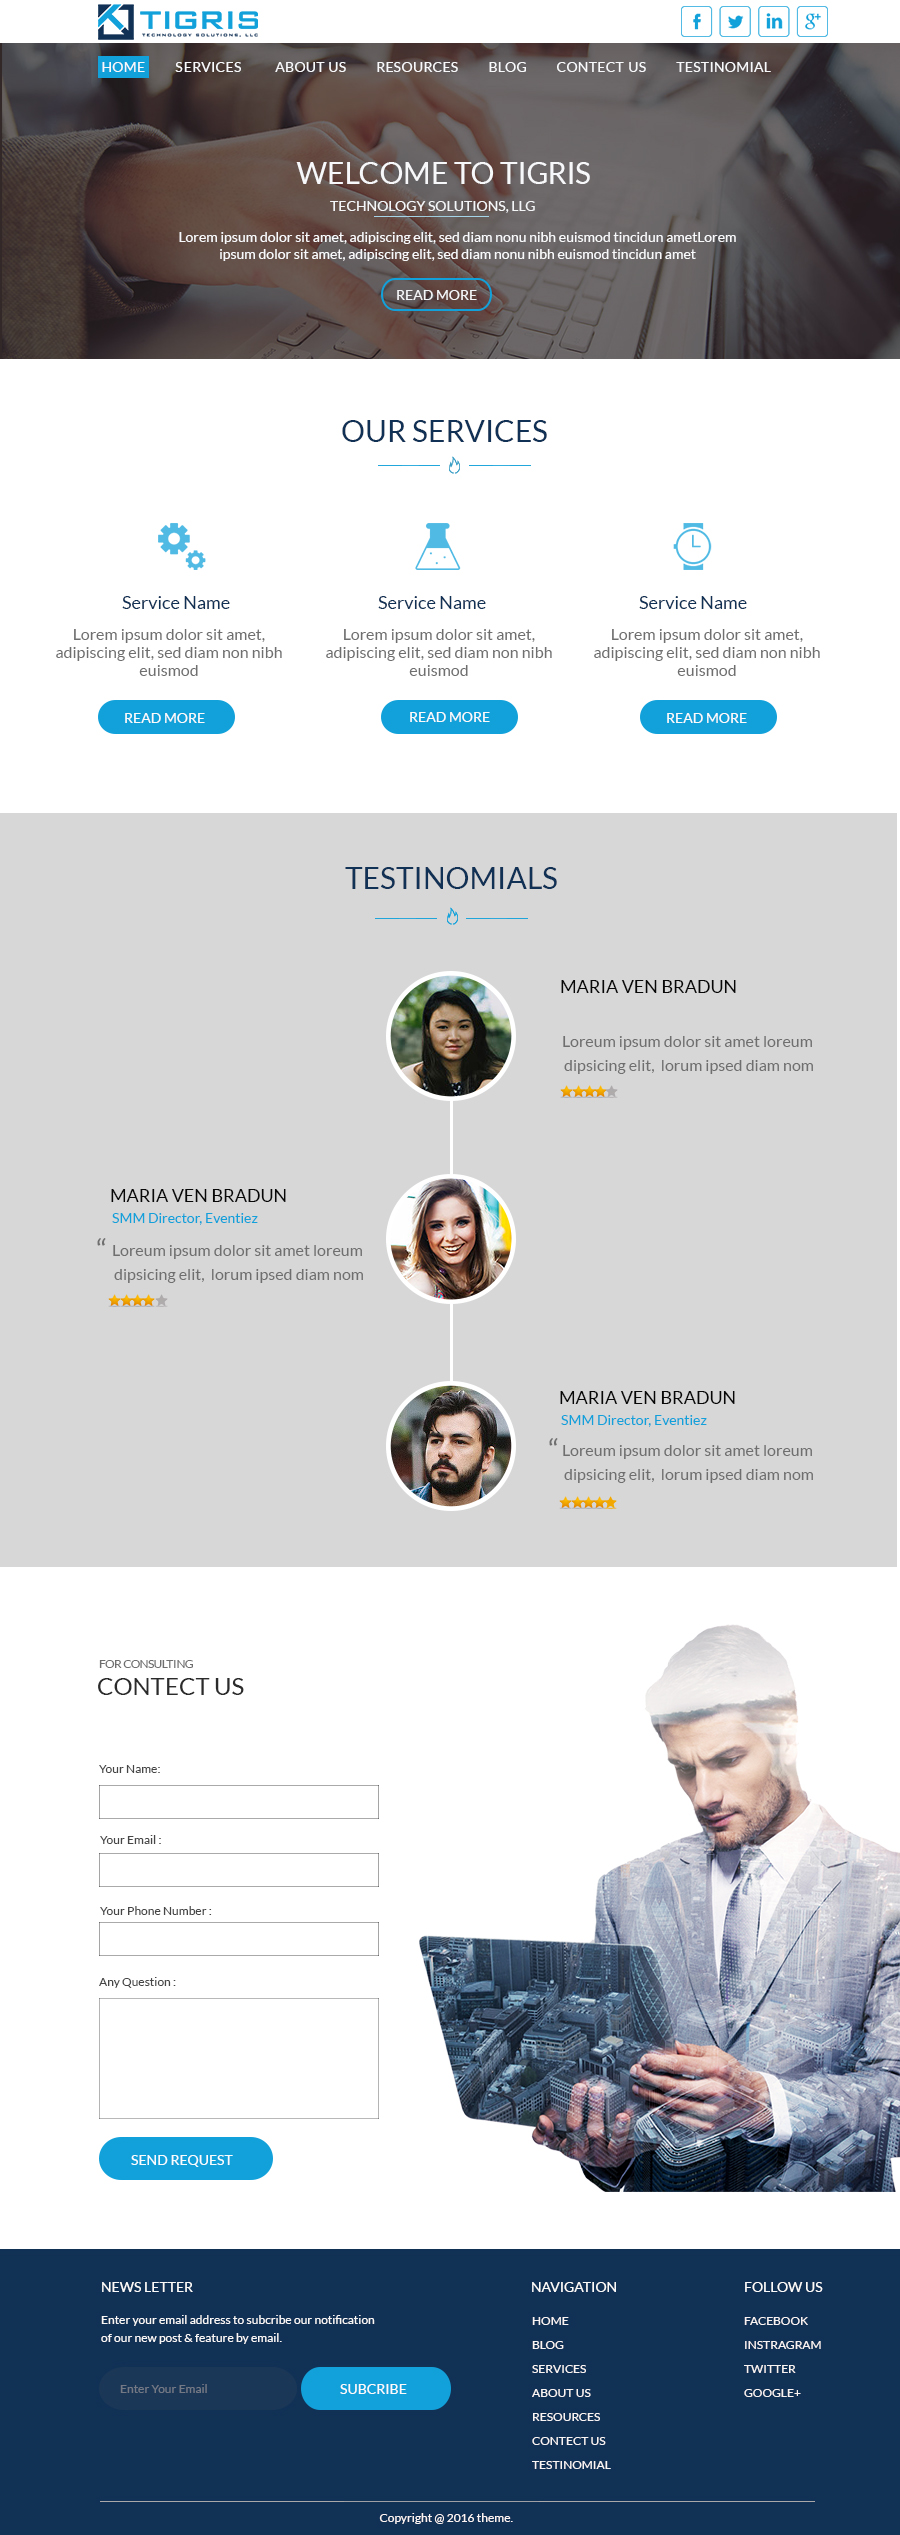 TIGRIS
TECHNOLOGY SOLUTIONS, LLC
HOME SERVICES ABOUT US RESOURCES BLOG CONTECT US TESTINOMIAL
WELCOME TO TIGRIS
TECHNOLOGY SOLUTIONS, LLG
Lorem ipsum dolor sit amet, adipiscing elit, sed diam nonu nibh euismod tincidun ametLorem
ipsum dolor sit amet, adipiscing elit, sed diam nonu nibh euismod tincidun amet
READ MORE
OUR SERVICES
Service Name
Lorem ipsum dolor sit amet,
adipiscing elit, sed diam non nibh
euismod
READ MORE
Service Name
Lorem ipsum dolor sit amet,
adipiscing elit, sed diam non nibh
euismod
READ MORE
Service Name
Lorem ipsum dolor sit amet,
adipiscing elit, sed diam non nibh
euismod
READ MORE
TESTINOMIALS
MARIA VEN BRADUN
Loreum ipsum dolor sit amet loreum
dipsicing elit, lorum ipsed diam nom
MARIA VEN BRADUN
SMM Director, Eventiez
“ Loreum ipsum dolor sit amet loreum
dipsicing elit, lorum ipsed diam nom
MARIA VEN BRADUN
SMM Director, Eventiez
“ Loreum ipsum dolor sit amet loreum
dipsicing elit, lorum ipsed diam nom
FOR CONSULTING
CONTECT US
Your Name:
Your Email :
Your Phone Number :
Any Question :
SEND REQUEST
NEWS LETTER
Enter your email address to subcribe our notification
of our new post & feature by email.
Enter Your Email
SUBCRIBE
NAVIGATION
HOME
BLOG
SERVICES
ABOUT US
RESOURCES
CONTECT US
TESTINOMIAL
FOLLOW US
FACEBOOK
INSTRAGRAM
TWITTER
GOOGLE+
Copyright @ 2016 theme.